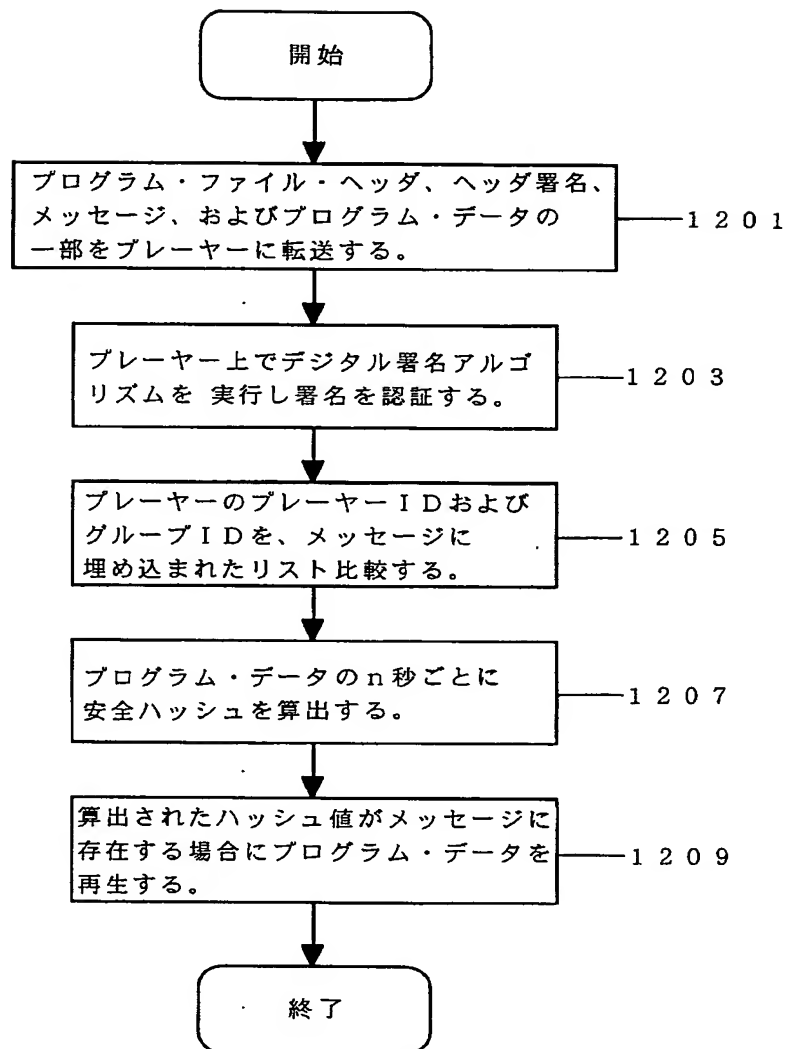 開始
プログラム・ファイル・ヘッダ、ヘッダ署名、
メッセージ、およびプログラム・データの
一部をプレーヤーに転送する。
1201
プレーヤー上でデジタル署名アルゴ
リズムを 実行し署名を認証する。
1203
プレーヤーのプレーヤーIDおよび
グループIDを、メッセージに
埋め込まれたリスト比較する。
1205
プログラム・データのn秒ごとに
安全ハッシュを算出する。
1207
算出されたハッシュ値がメッセージに
存在する場合にプログラム・データを
再生する。
1209
終了